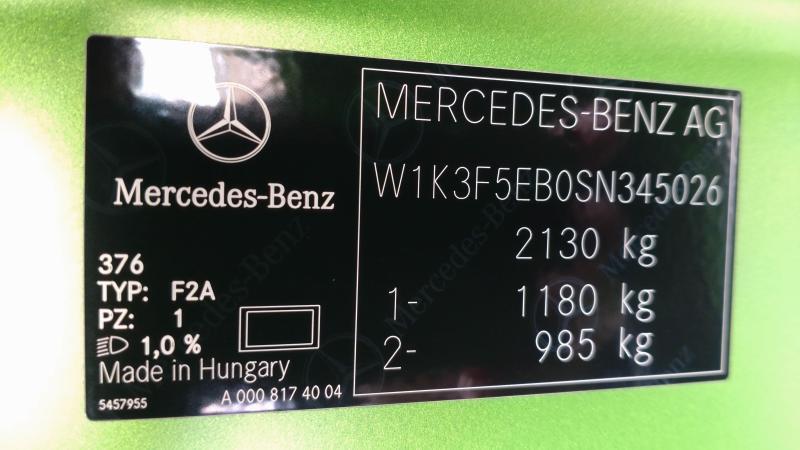 Mercedes-Benz
376
TYP: F2A
PZ: 1
1,0 %
Made in Hungary
5457955
A 000 817 40 04
MERCEDES-BENZ AG
W1K3F5EB0SN345026
2130 kg
1- 1180 kg
2- 985 kg